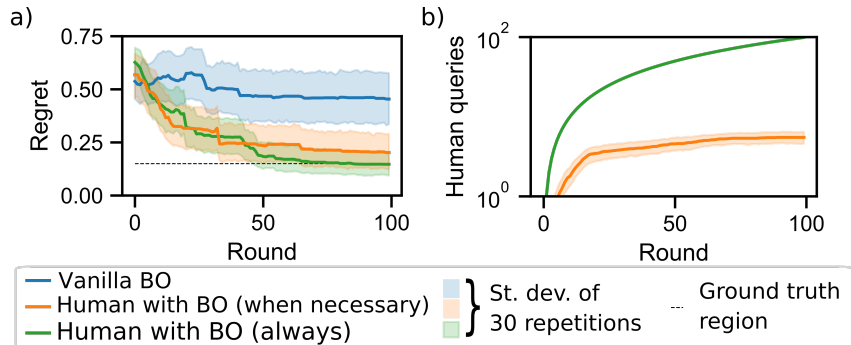 a)
0.75
0.50
0.25
0.00
Regret
0
50
100
Round
b)
10^2
10^0
Human queries
0
50
100
Round
Vanilla BO
Human with BO (when necessary)
Human with BO (always)
} St. dev. of
30 repetitions
Ground truth
region